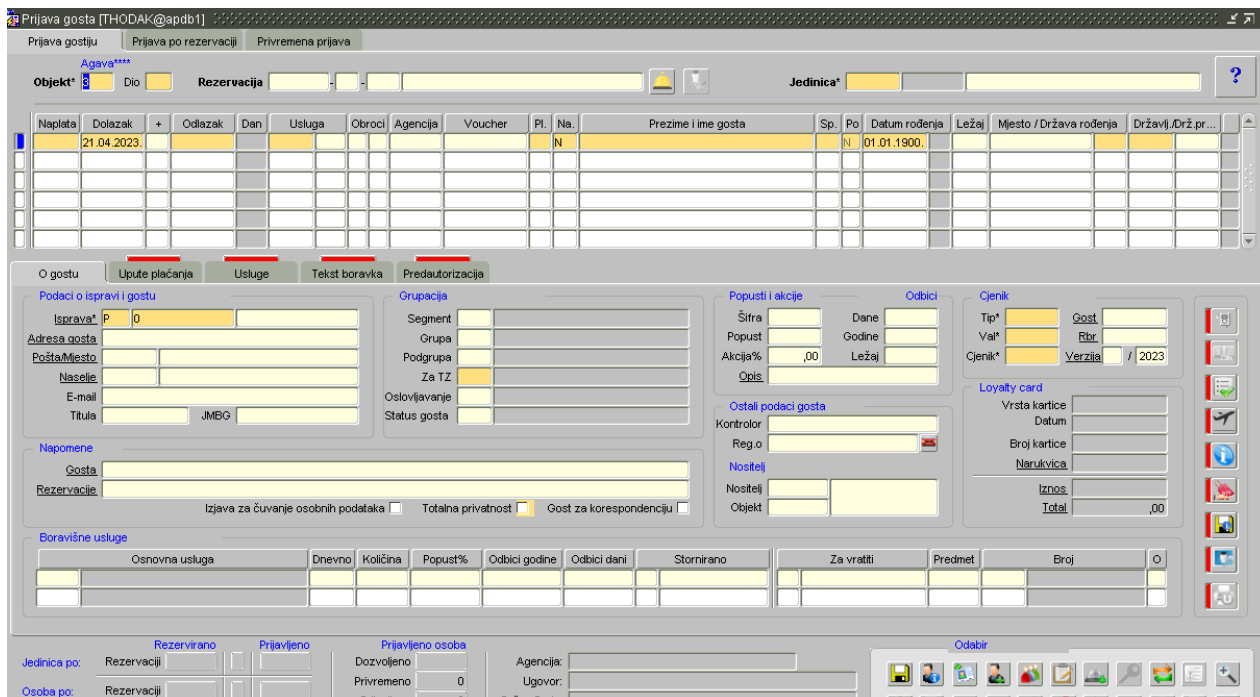 Prijava gosta [THODAK@apdb1]
Prijava gostiju Prijava po rezervaciji Privremena prijava
Agava****
Objekt* 3 Dio Rezervacija - - Jedinica* ?
Naplata Dolazak + Odlazak Dan Usluga Obroci Agencija Voucher Pl. Na. Prezime i ime gosta Sp. Po Datum rođenja Ležaj Mjesto / Država rođenja Državlj./Drž.pr...
21.04.2023. N N 01.01.1900.
O gostu Upute plaćanja Usluge Tekst boravka Predautorizacija
Podaci o ispravi i gostu Grupacija Popusti i akcije Odbici Cjenik
Isprava* P 0 Segment Šifra Dane Tip* Gost
Adresa gosta Grupa Popust Godine Val* Rbr
Pošta/Mjesto Podgrupa Akcija% ,00 Ležaj Cjenik* Verzija / 2023
Naselje Za TZ Opis
E-mail Oslovljavanje Loyalty card
Titula JMBG Status gosta Ostali podaci gosta Vrsta kartice
Kontrolor Datum
Reg.o Broj kartice
Napomene Nositelj Narukvica
Gosta
Rezervacije Nositelj Iznos
Izjava za čuvanje osobnih podataka Totalna privatnost Gost za korespondenciju Objekt Total ,00
Boravišne usluge
Osnovna usluga Dnevno Količina Popust% Odbici godine Odbici dani Stornirano Za vratiti Predmet Broj O
Rezervirano Prijavljeno Prijavljeno osoba Odabir
Jedinica po: Rezervaciji Dozvoljeno Agencija:
Privremeno 0 Ugovor:
Osoba po: Rezervaciji